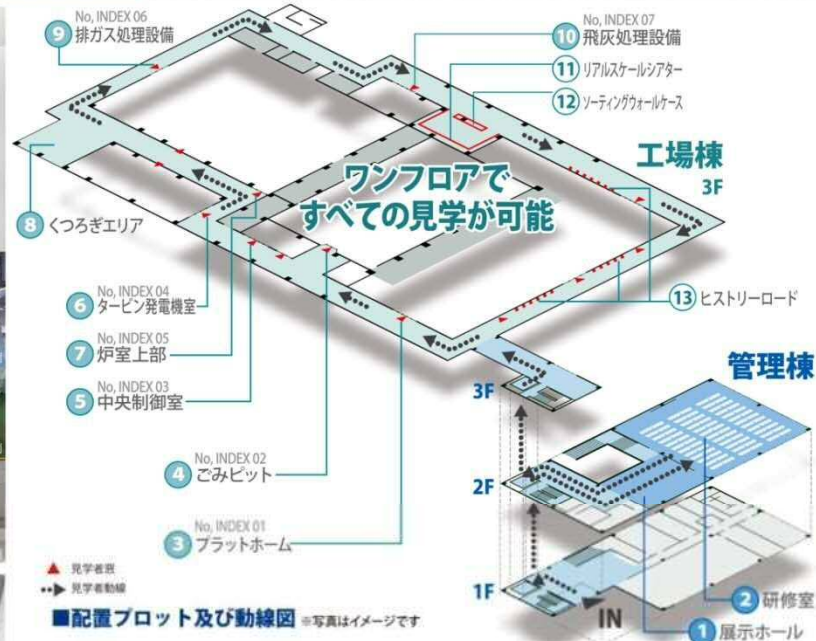 No, INDEX 06
⑨ 排ガス処理設備
No, INDEX 07
⑩ 飛灰処理設備
⑪ リアルスケールシアター
⑫ ソーティングウォールケース
工場棟
3F
ワンフロアで
すべての見学が可能
⑧ くつろぎエリア
No, INDEX 04
⑥ タービン発電機室
No, INDEX 05
⑦ 炉室上部
No, INDEX 03
⑤ 中央制御室
⑬ ヒストリーロード
管理棟
3F
No, INDEX 02
④ ごみピット
2F
No, INDEX 01
③ プラットホーム
▲ 見学者窓
••▶ 見学者動線
1F
IN
② 研修室
① 展示ホール
■配置プロット及び動線図 ※写真はイメージです